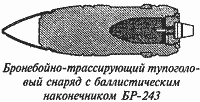 Бронебойно-трассирующий тупоголо-
вый снаряд с баллистическим
наконечником БР-243